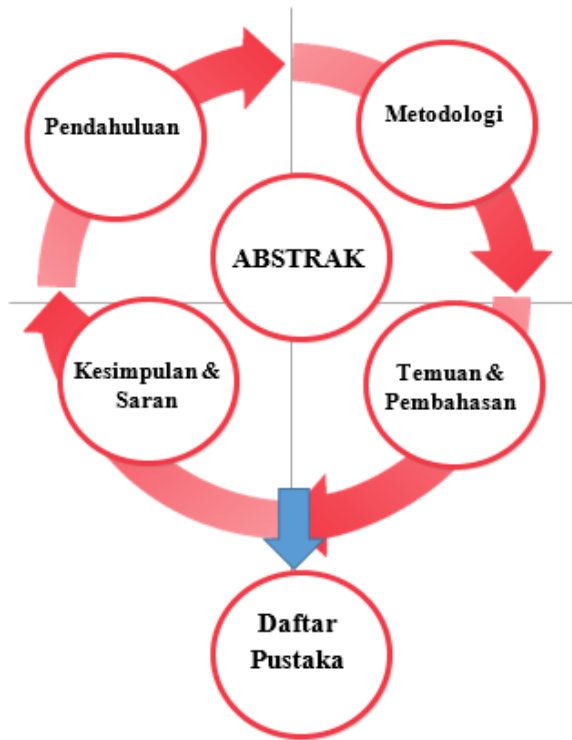 Pendahuluan
Metodologi
ABSTRAK
Kesimpulan &
Saran
Temuan &
Pembahasan
Daftar
Pustaka